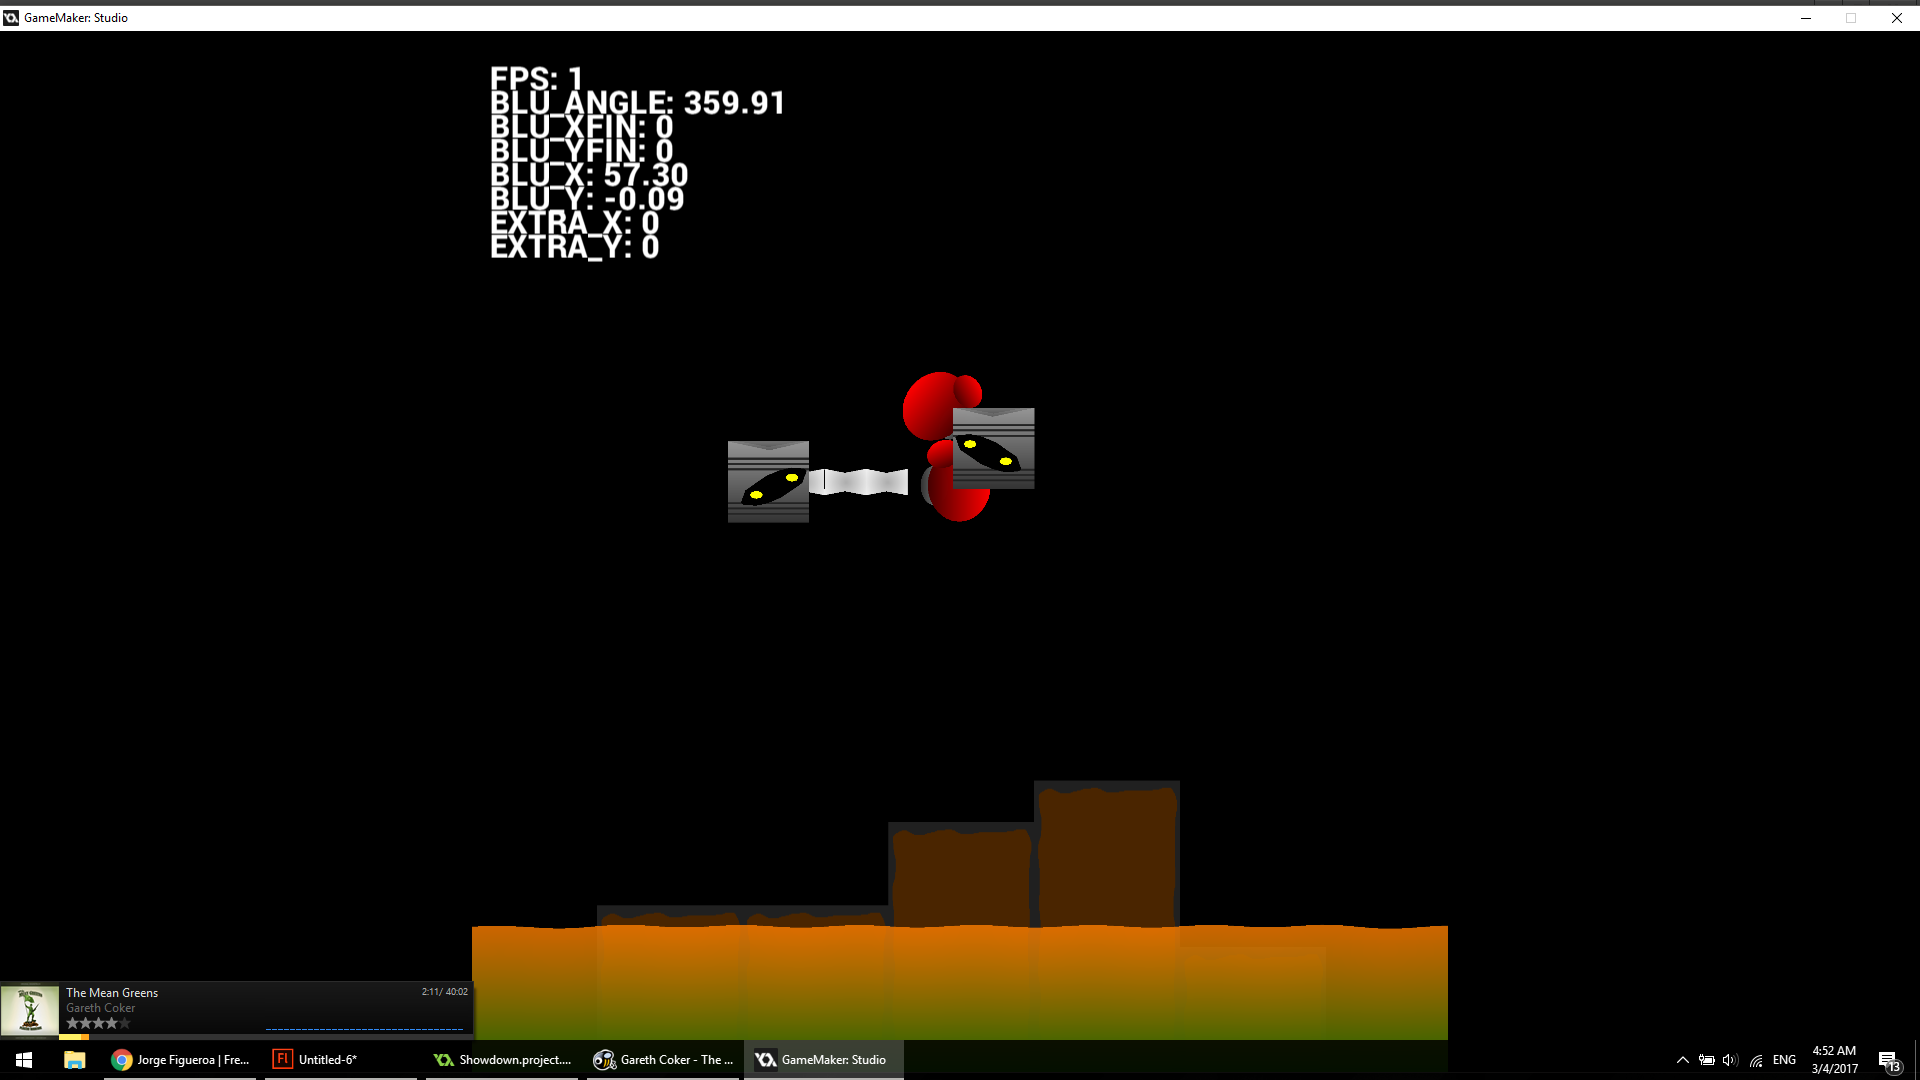 GameMaker: Studio
FPS: 1
BLU_ANGLE: 359.91
BLU_XFIN: 0
BLU_YFIN: 0
BLU_X: 57.30
BLU_Y: -0.09
EXTRA_X: 0
EXTRA_Y: 0
The Mean Greens
2:11/ 40:02
Gareth Coker
Jorge Figueroa | Fre...
Untitled-6*
Showdown.project....
Gareth Coker - The ...
GameMaker: Studio
ENG
4:52 AM
3/4/2017
13